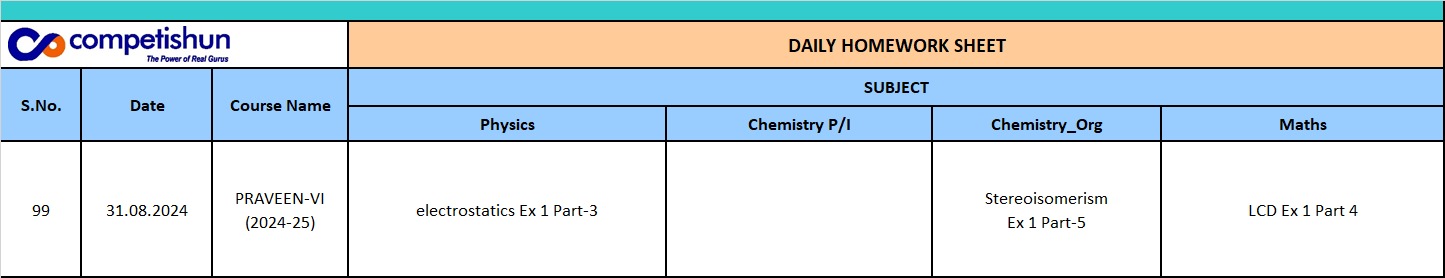 competishun
The Power of Real Gurus
DAILY HOMEWORK SHEET
S.No.
Date
Course Name
SUBJECT
Physics
Chemistry P/I
Chemistry_Org
Maths
99
31.08.2024
PRAVEEN-VI
(2024-25)
electrostatics Ex 1 Part-3
Stereoisomerism
Ex 1 Part-5
LCD Ex 1 Part 4